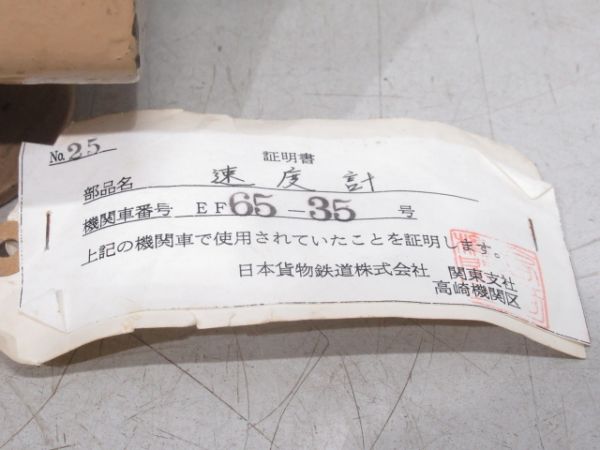 No.25
証明書
部品名 速度計
機関車番号 EF65-35号
上記の機関車で使用されていたことを証明します。
日本貨物鉄道株式会社 関東支社
高崎機関区